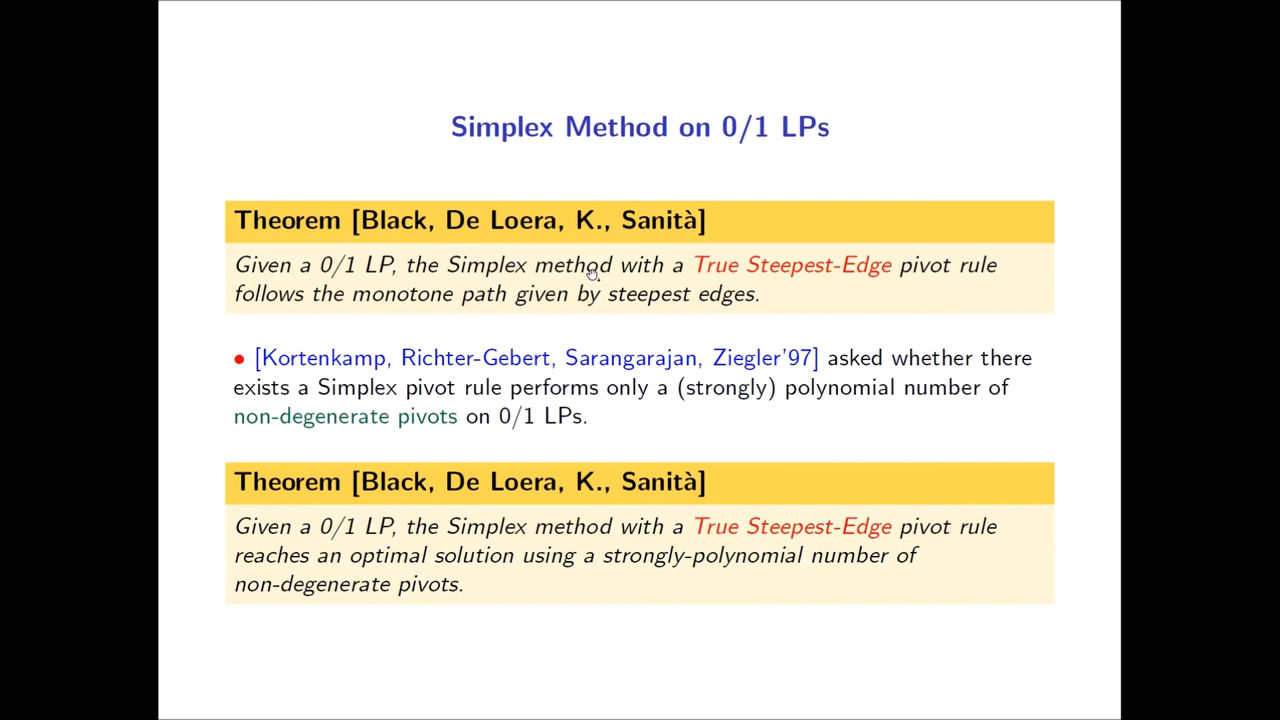 Simplex Method on 0/1 LPs
Theorem [Black, De Loera, K., Sanità]
Given a 0/1 LP, the Simplex method with a True Steepest-Edge pivot rule
follows the monotone path given by steepest edges.
• [Kortenkamp, Richter-Gebert, Sarangarajan, Ziegler'97] asked whether there
exists a Simplex pivot rule performs only a (strongly) polynomial number of
non-degenerate pivots on 0/1 LPs.
Theorem [Black, De Loera, K., Sanità]
Given a 0/1 LP, the Simplex method with a True Steepest-Edge pivot rule
reaches an optimal solution using a strongly-polynomial number of
non-degenerate pivots.